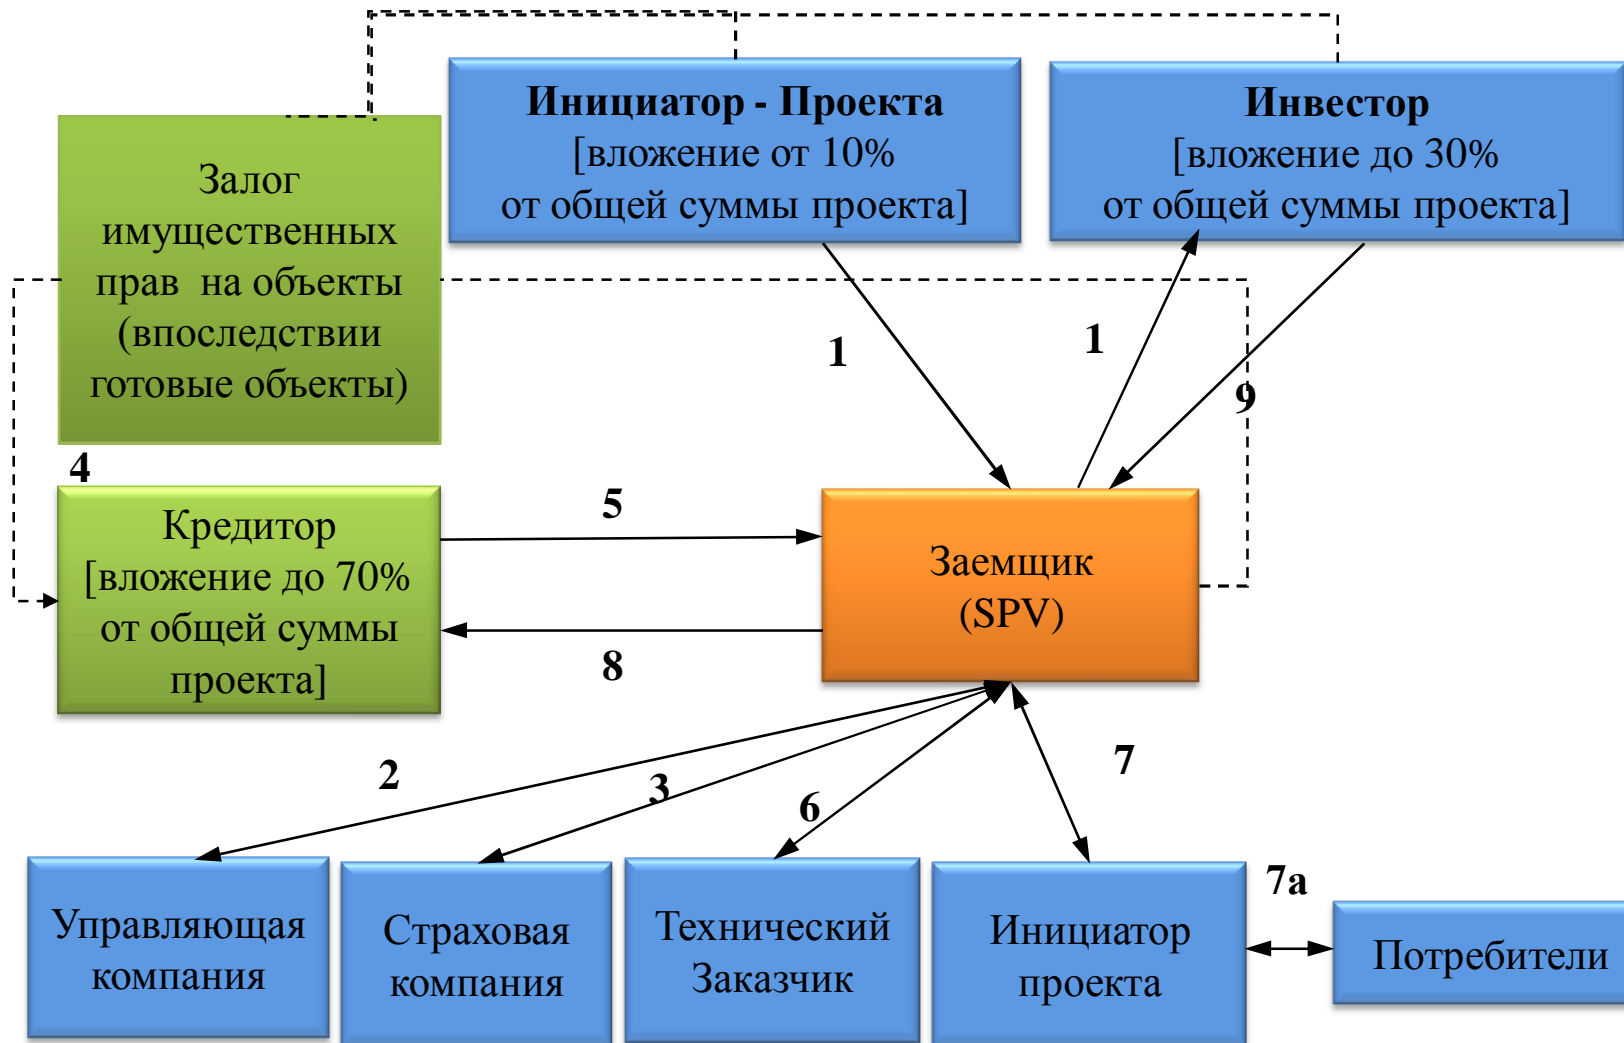 Инициатор - Проекта
[вложение от 10%
от общей суммы проекта]
Инвестор
[вложение до 30%
от общей суммы проекта]
Залог
имущественных
прав на объекты
(впоследствии
готовые объекты)
1
1
9
4
Кредитор
[вложение до 70%
от общей суммы
проекта]
5
8
Заемщик
(SPV)
2
3
6
7
7а
Управляющая
компания
Страховая
компания
Технический
Заказчик
Инициатор
проекта
Потребители